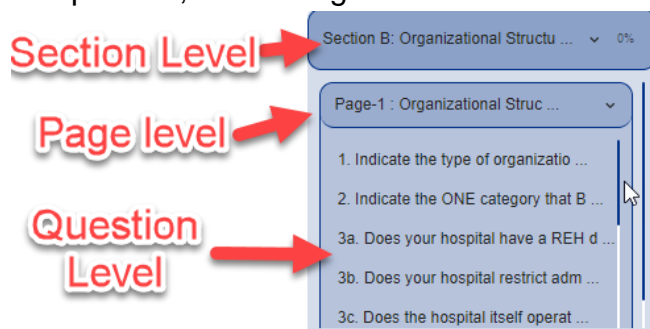 Section Level
Section B: Organizational Structu ... 0%
Page level
Page-1 : Organizational Struc ...
1. Indicate the type of organizatio ...
2. Indicate the ONE category that B ...
Question
Level
3a. Does your hospital have a REH d ...
3b. Does your hospital restrict adm ...
3c. Does the hospital itself operat ...